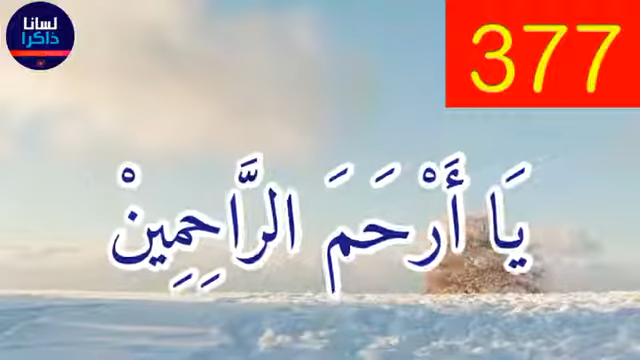 لسانا
ذاكرا
377
يَا أَرْحَمَ الرَّاحِمِينْ